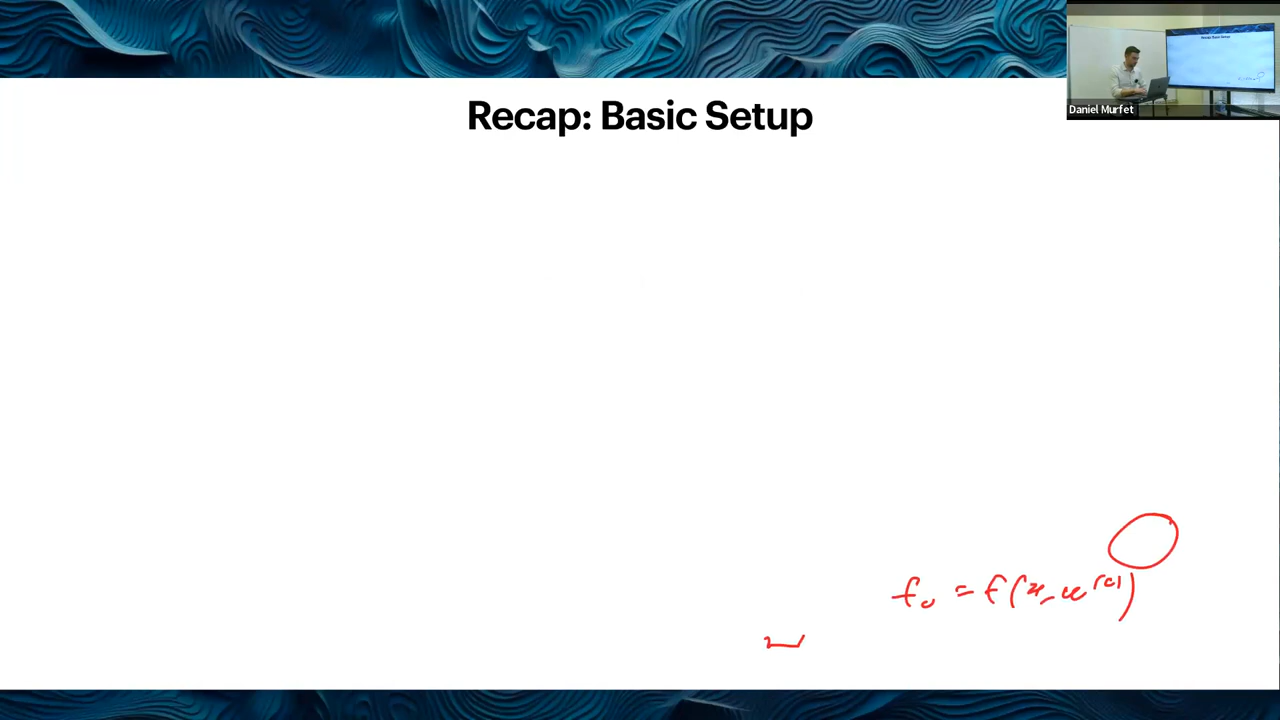 Recap: Basic Setup
Daniel Murfet
f₀ = f(x, w⁽⁰⁾)